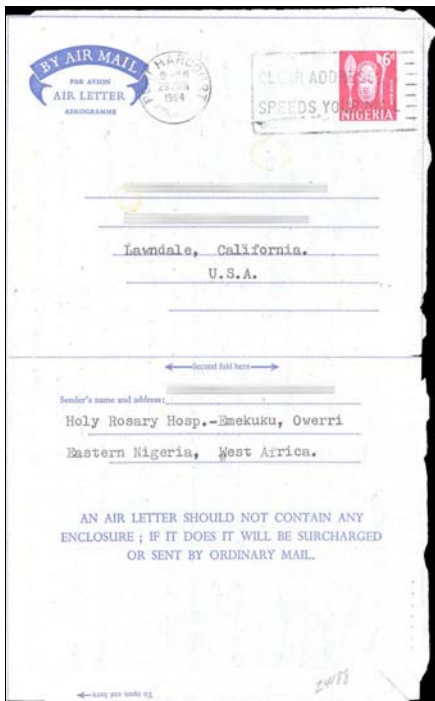 BY AIR MAIL
PAR AVION
AIR LETTER
AEROGRAMME
HARCOURT
1964
CLEAR ADDRESS
SPEEDS YOUR MAIL
6d
NIGERIA
Lawndale, California.
U.S.A.
←Second fold here→
Sender's name and address:
Holy Rosary Hosp.-Emekuku, Owerri
Eastern Nigeria, West Africa.
AN AIR LETTER SHOULD NOT CONTAIN ANY
ENCLOSURE ; IF IT DOES IT WILL BE SURCHARGED
OR SENT BY ORDINARY MAIL.
24188
←To open cut here